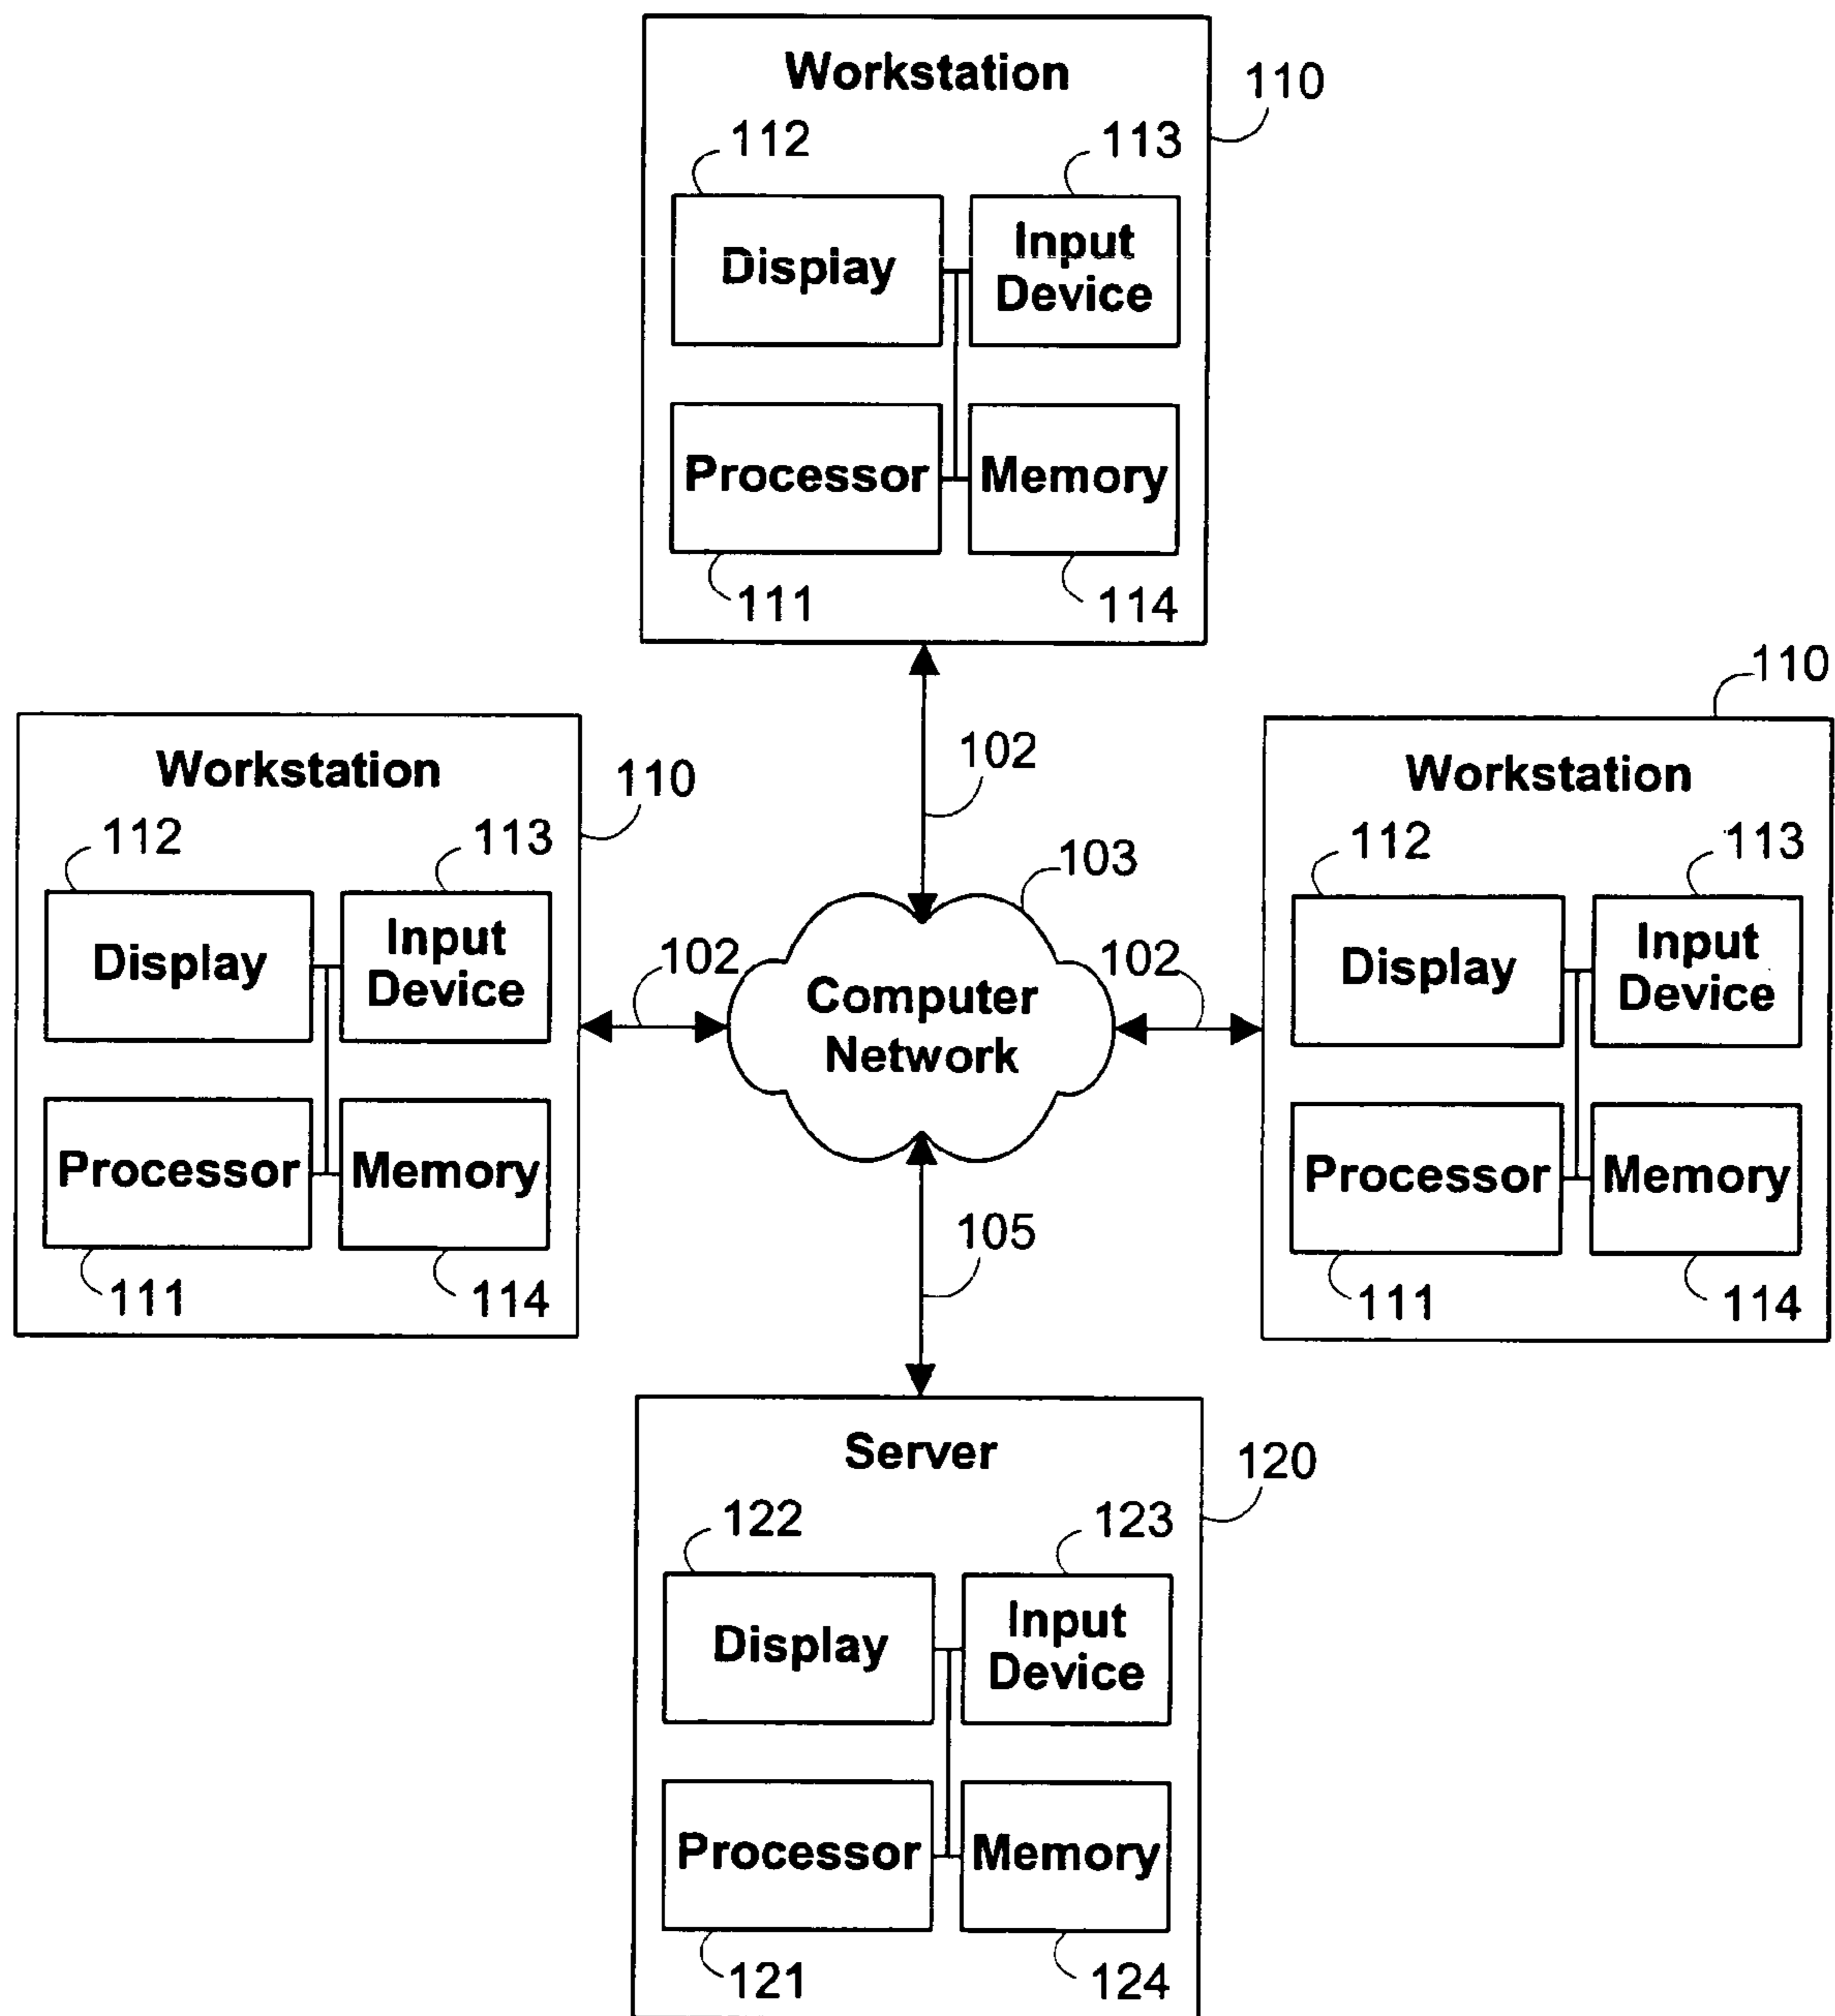 Workstation
110
112
113
Display
Input
Device
Processor
Memory
111
114
102
110
Workstation
110
112
113
Display
Input
Device
Processor
Memory
111
114
102
103
Computer
Network
102
Workstation
112
113
Display
Input
Device
Processor
Memory
111
114
105
Server
120
122
123
Display
Input
Device
Processor
Memory
121
124